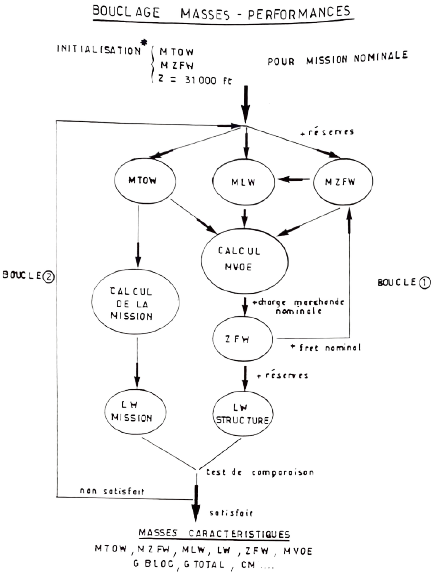 BOUCLAGE MASSES - PERFORMANCES
INITIALISATION * MTOW
MZFW
Z = 31000 ft
POUR MISSION NOMINALE
+ réserves
MTOW
MLW
MZFW
CALCUL
MVOE
BOUCLE ②
BOUCLE ①
CALCUL
DE LA
MISSION
+ charge marchande
nominale
ZFW
+ fret nominal
+ réserves
LW
MISSION
LW
STRUCTURE
test de comparaison
non satisfait
satisfait
MASSES CARACTERISTIQUES
MTOW, MZFW, MLW, LW, ZFW, MVOE
G BLOC, G TOTAL, CM ....